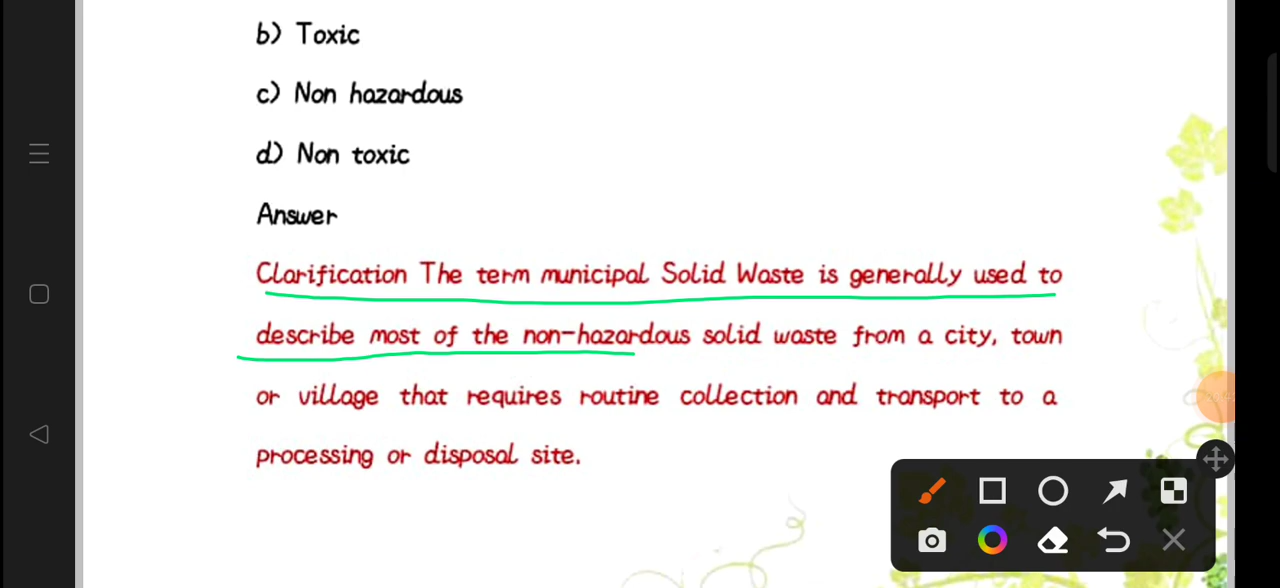 b) Toxic
c) Non hazardous
d) Non toxic
Answer
Clarification The term municipal Solid Waste is generally used to
describe most of the non-hazardous solid waste from a city, town
or village that requires routine collection and transport to a
processing or disposal site.